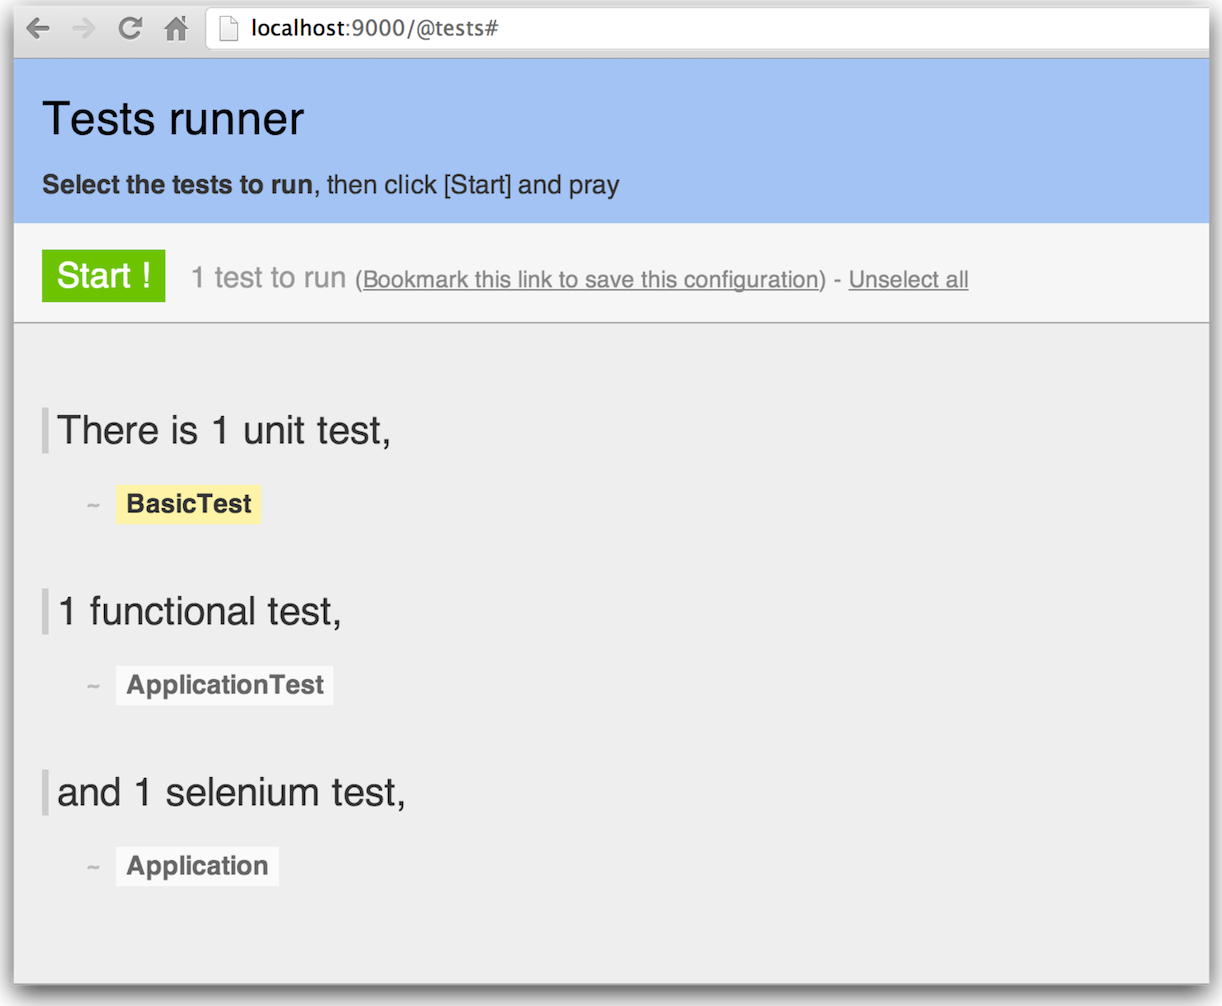 localhost:9000/@tests#
Tests runner
Select the tests to run, then click [Start] and pray
Start ! 1 test to run (Bookmark this link to save this configuration) - Unselect all
There is 1 unit test,
~ BasicTest
1 functional test,
~ ApplicationTest
and 1 selenium test,
~ Application